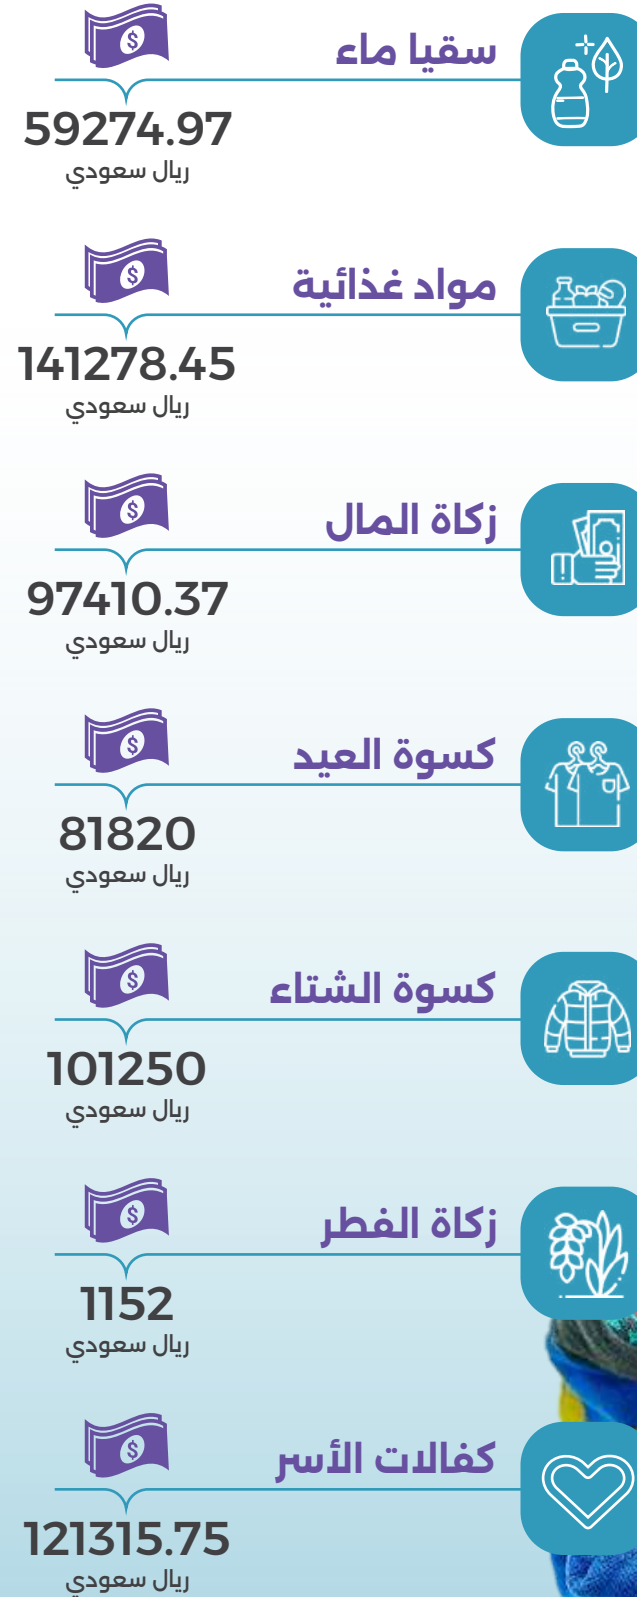 سقيا ماء
59274.97
ريال سعودي
مواد غذائية
141278.45
ريال سعودي
زكاة المال
97410.37
ريال سعودي
كسوة العيد
81820
ريال سعودي
كسوة الشتاء
101250
ريال سعودي
زكاة الفطر
1152
ريال سعودي
كفالات الأسر
121315.75
ريال سعودي